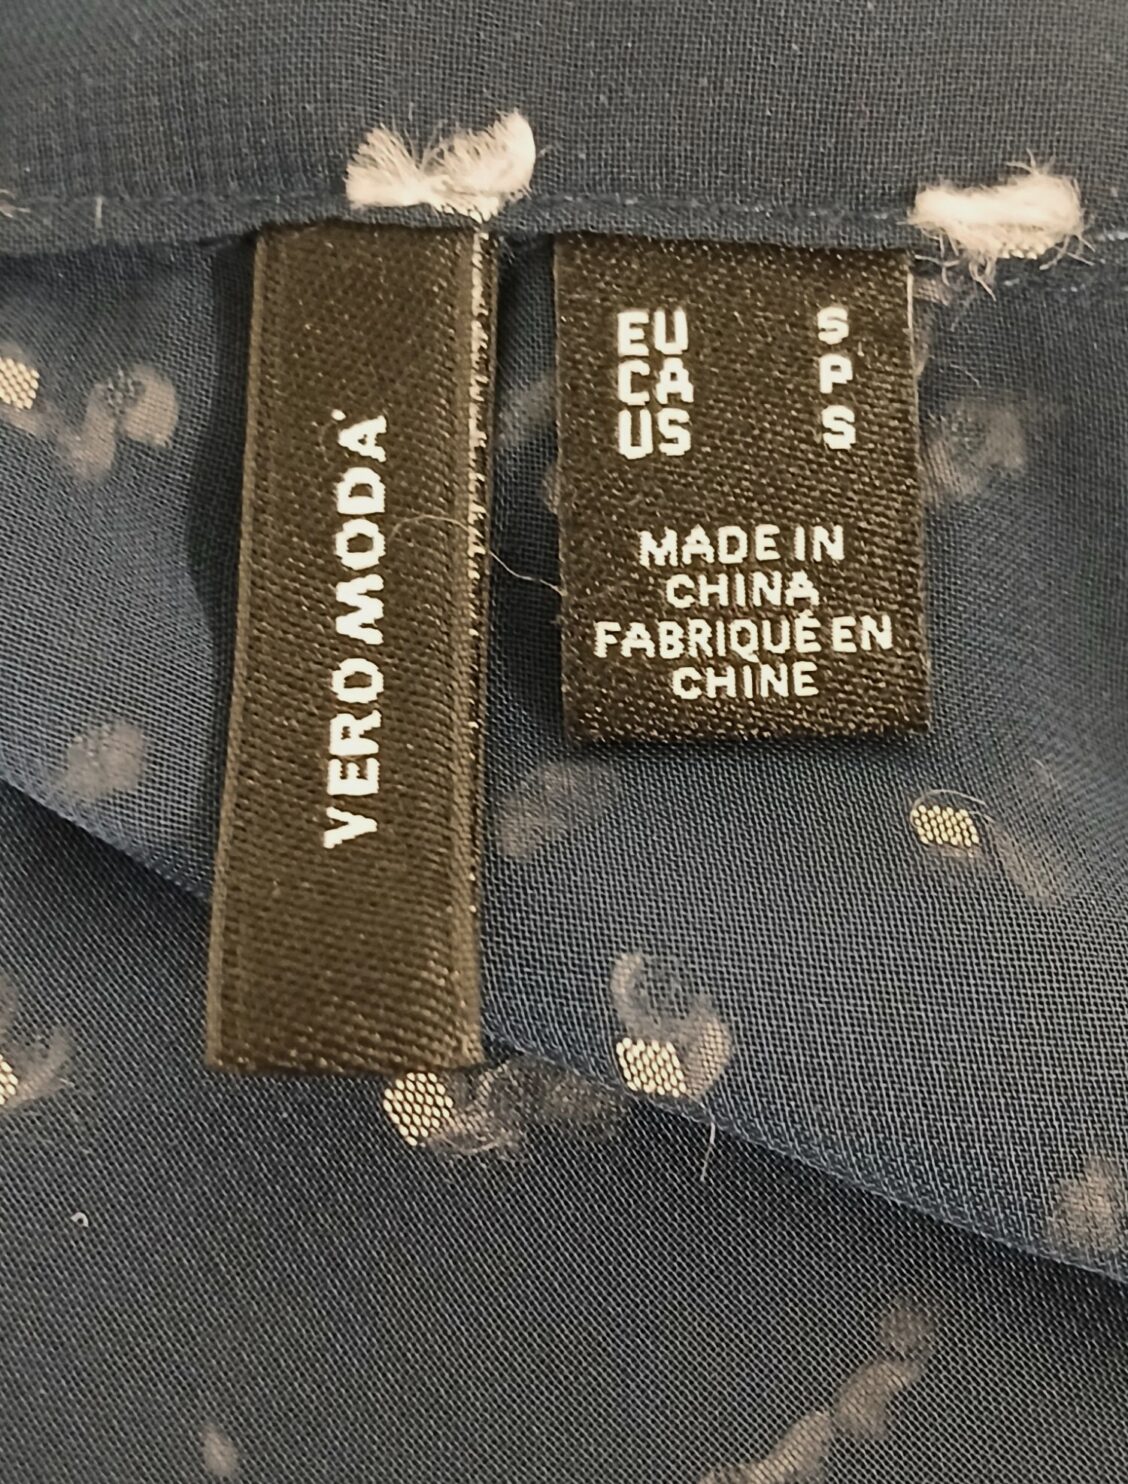 VERO MODA
EU S
CA P
US S
MADE IN
CHINA
FABRIQUÉ EN
CHINE